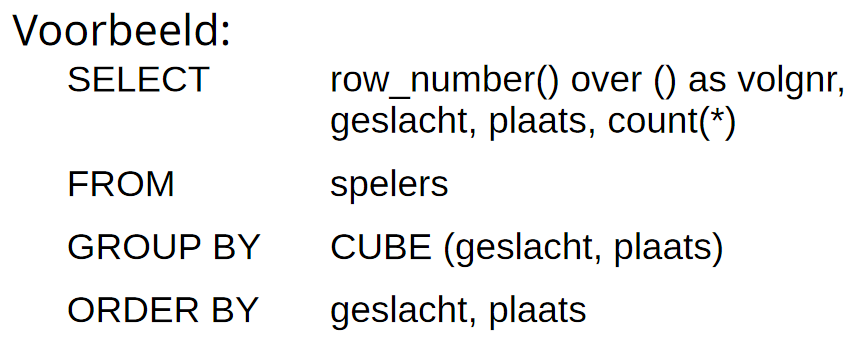 Voorbeeld:
SELECT row_number() over () as volgnr,
geslacht, plaats, count(*)
FROM spelers
GROUP BY CUBE (geslacht, plaats)
ORDER BY geslacht, plaats